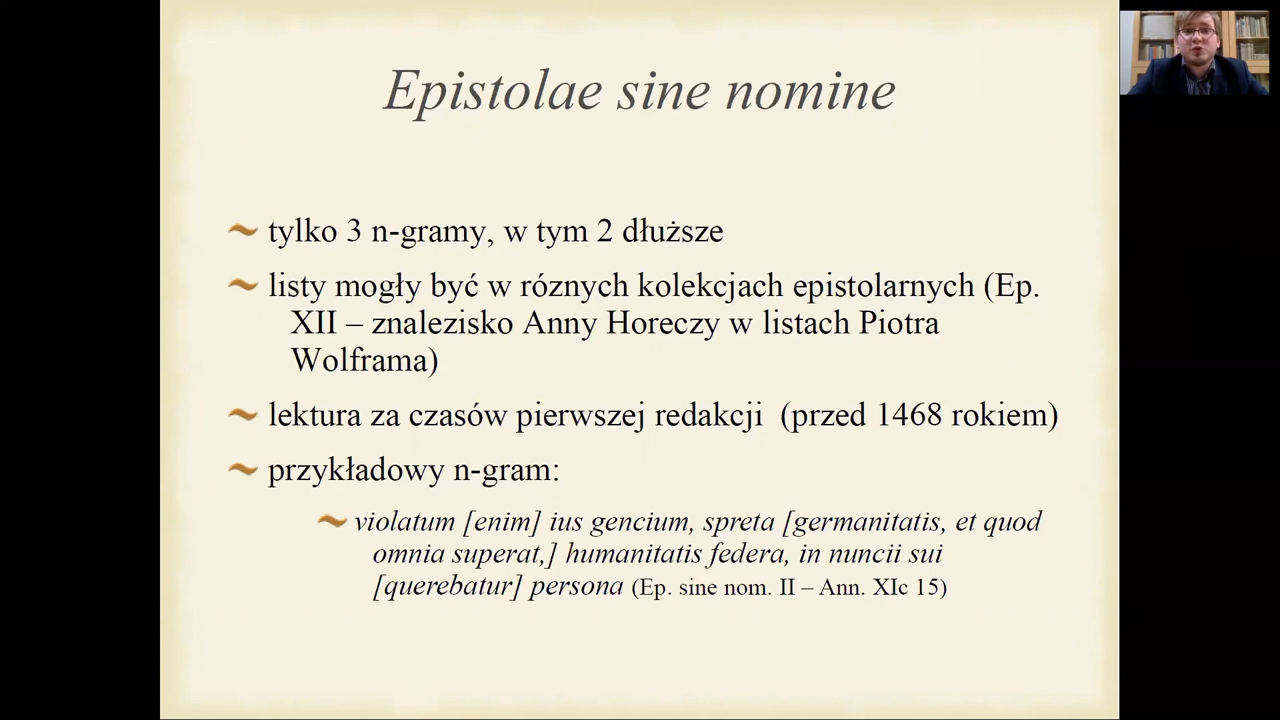 Epistolae sine nomine
tylko 3 n-gramy, w tym 2 dłuższe
listy mogły być w róznych kolekcjach epistolarnych (Ep.
XII – znalezisko Anny Horeczy w listach Piotra
Wolframa)
lektura za czasów pierwszej redakcji (przed 1468 rokiem)
przykładowy n-gram:
violatum [enim] ius gencium, spreta [germanitatis, et quod
omnia superat,] humanitatis federa, in nuncii sui
[querebatur] persona (Ep. sine nom. II – Ann. XIc 15)